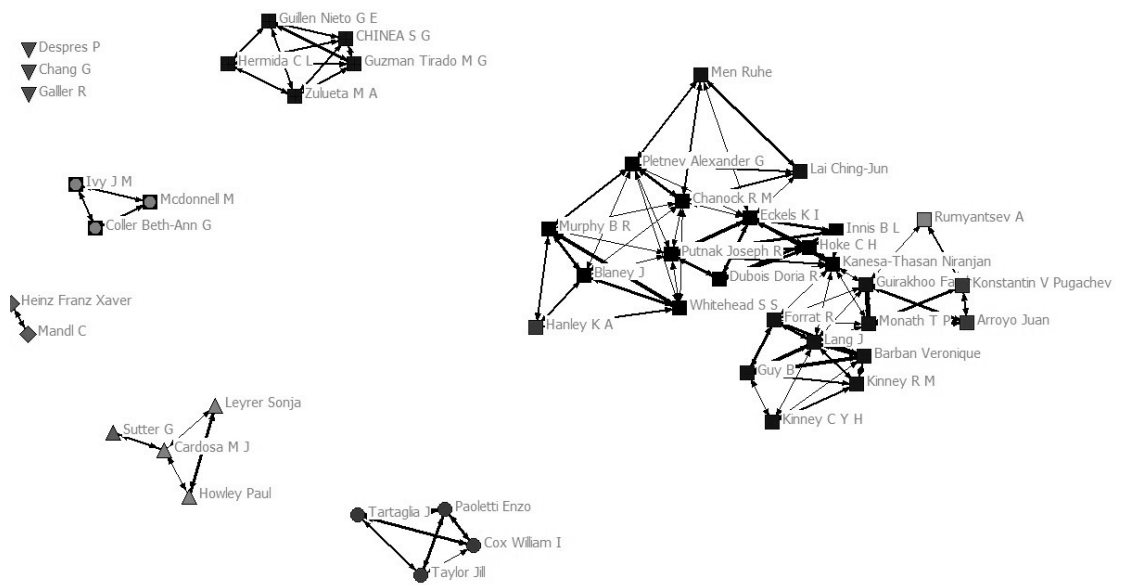 Guillen Nieto G E
CHINEA S G
Hermida C L
Guzman Tirado M G
Zulueta M A
Despres P
Chang G
Galller R
Men Ruhe
Pletnev Alexander G
Lai Ching-Jun
Chanock R M
Ivy J M
Mcdonnell M
Coller Beth-Ann G
Murphy B R
Eckels K I
Innis B L
Rumyantsev A
Putnak Joseph R
Hoke C H
Kanesa-Thasan Niranjan
Blaney J
Dubois Doria R
Guirakhoo Fa
Konstantin V Pugachev
Heinz Franz Xaver
Mandl C
Whitehead S S
Hanley K A
Forrat R
Monath T P
Arroyo Juan
Lang J
Barban Veronique
Guy B
Kinney R M
Kinney C Y H
Leyrer Sonja
Sutter G
Cardosa M J
Howley Paul
Tartaglia J
Paoletti Enzo
Cox William I
Taylor Jill